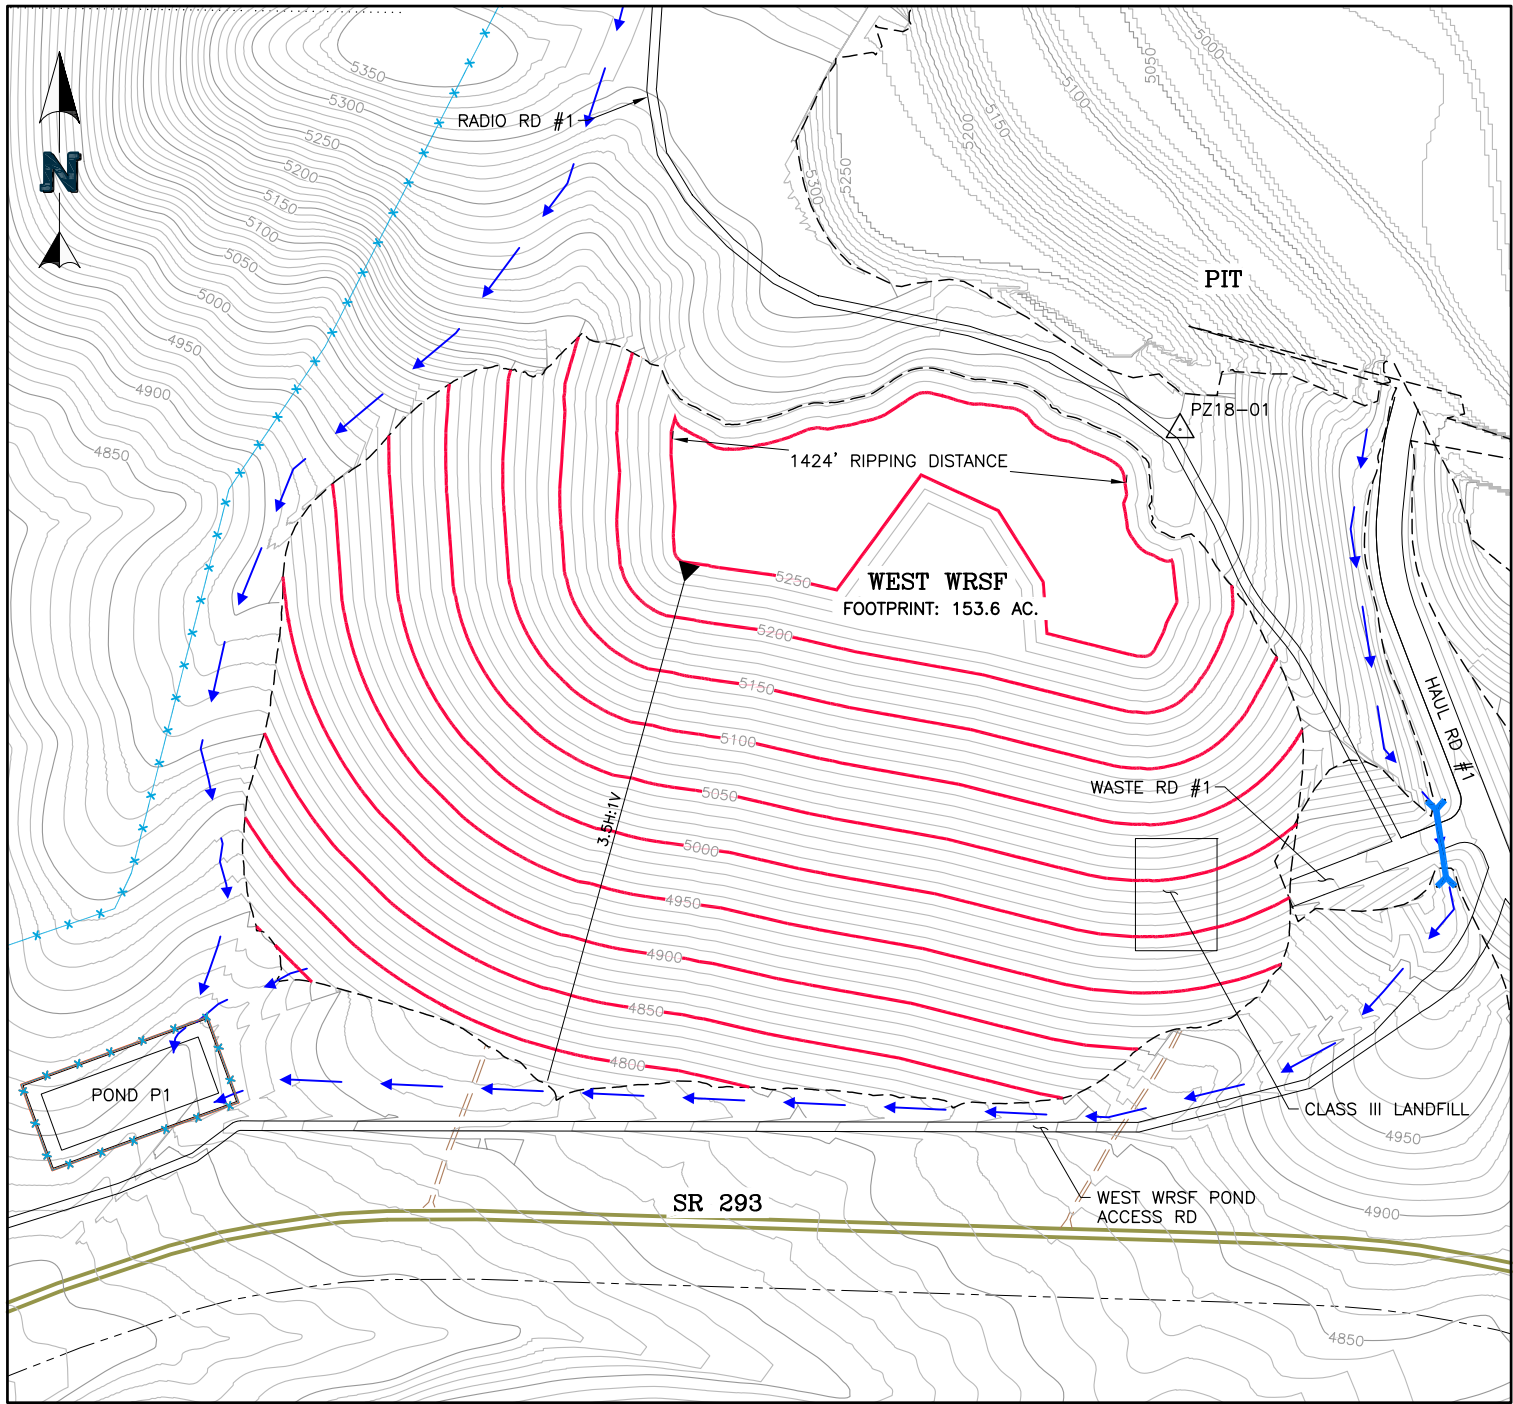 5350
5300
5250
5200
5150
5100
5050
5000
4950
4900
4850
N
RADIO RD #1
5300
5250
5200
5150
5100
5050
5000
PIT
PZ18-01
1424' RIPPING DISTANCE
5250
WEST WRSF
FOOTPRINT: 153.6 AC.
5200
5150
5100
5050
5000
4950
4900
4850
4800
3.5H:1V
HAUL RD #1
WASTE RD #1
POND P1
CLASS III LANDFILL
4950
WEST WRSF POND
ACCESS RD
SR 293
4900
4850